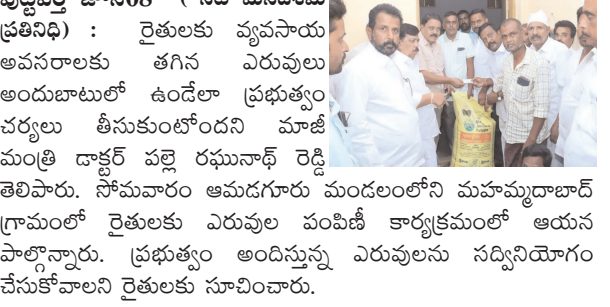 ప్రతినిధి) : రైతులకు వ్యవసాయ
అవసరాలకు తగిన ఎరువులు
అందుబాటులో ఉండేలా ప్రభుత్వం
చర్యలు తీసుకుంటోందని మాజీ
మంత్రి డాక్టర్ పల్లె రఘునాథ్ రెడ్డి
తెలిపారు. సోమవారం ఆమడగూరు మండలంలోని మహమ్మదాబాద్
గ్రామంలో రైతులకు ఎరువుల పంపిణీ కార్యక్రమంలో ఆయన
పాల్గొన్నారు. ప్రభుత్వం అందిస్తున్న ఎరువులను సద్వినియోగం
చేసుకోవాలని రైతులకు సూచించారు.